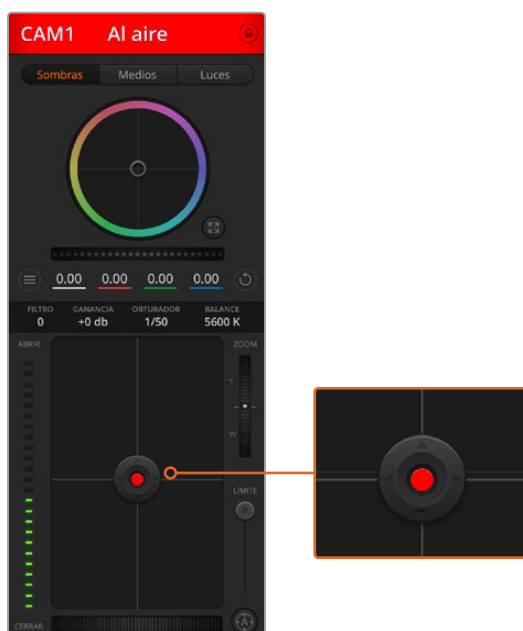 CAM1 Al aire
Sombras Medios Luces
0.00 0.00 0.00 0.00
FILTRO GANANCIA OBTURADOR BALANCE
0 +0 db 1/50 5600 K
ABRIR ZOOM
T
W
LÍMITE
CERRAR
A